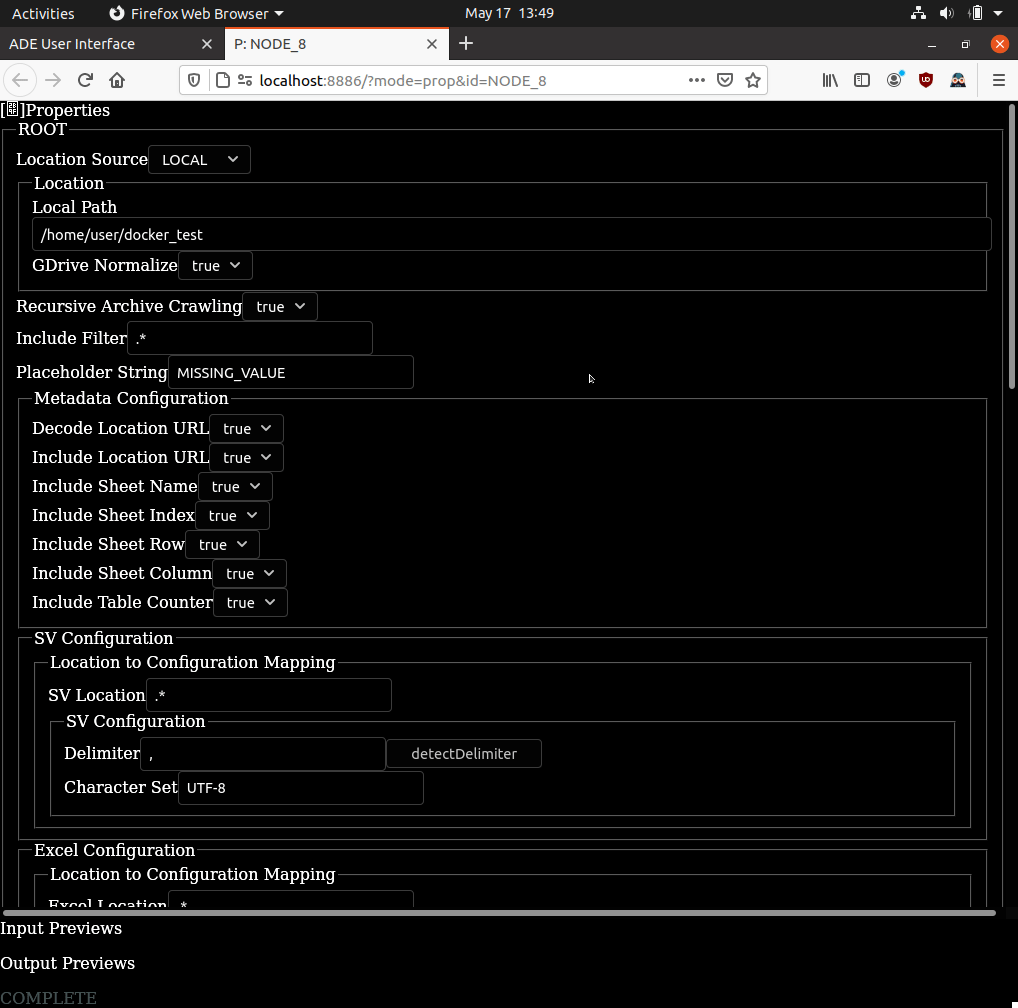 Activities Firefox Web Browser May 17 13:49
ADE User Interface P: NODE_8
localhost:8886/?mode=prop&id=NODE_8
Properties
ROOT
Location Source LOCAL
Location
Local Path
/home/user/docker_test
GDrive Normalize true
Recursive Archive Crawling true
Include Filter .*
Placeholder String MISSING_VALUE
Metadata Configuration
Decode Location URL true
Include Location URL true
Include Sheet Name true
Include Sheet Index true
Include Sheet Row true
Include Sheet Column true
Include Table Counter true
SV Configuration
Location to Configuration Mapping
SV Location .*
SV Configuration
Delimiter , detectDelimiter
Character Set UTF-8
Excel Configuration
Location to Configuration Mapping
Excel Location .*
Input Previews
Output Previews
COMPLETE